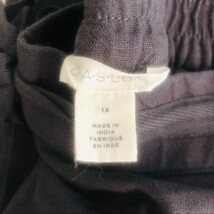 C·A·S·L·O·N
1X
MADE IN
INDIA
FABRIQUÉ
EN INDE